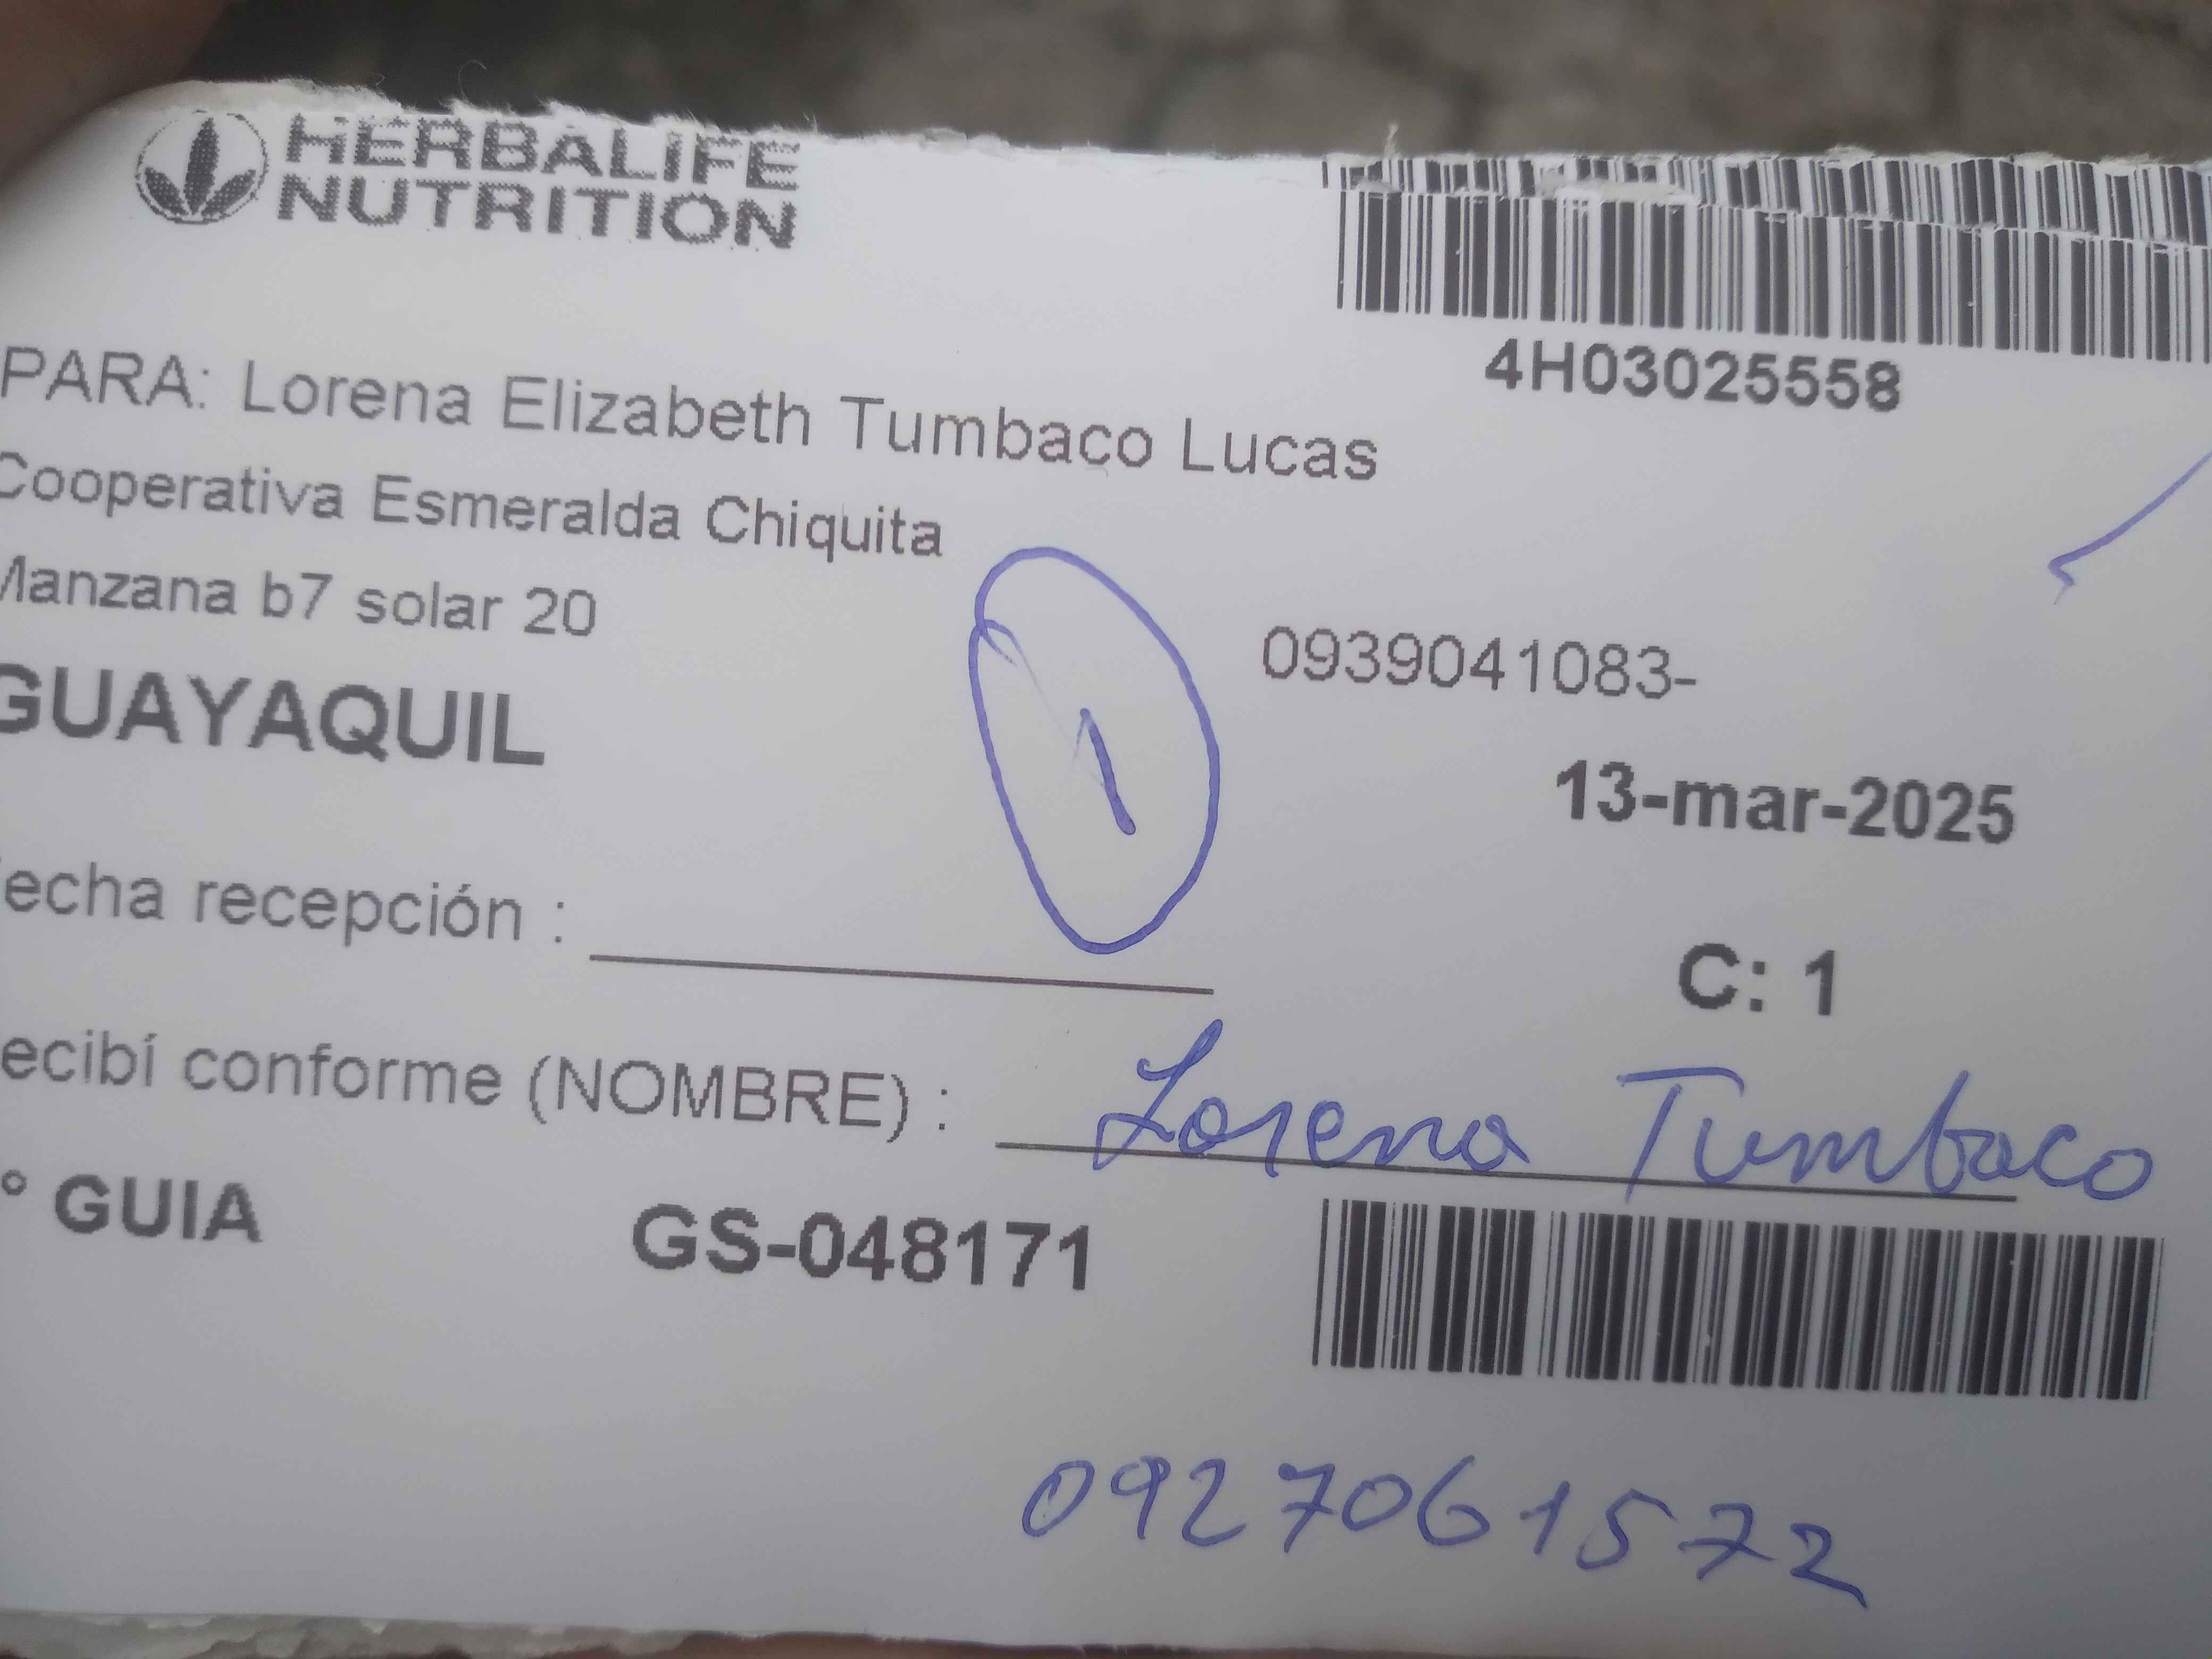 HERBALIFE
NUTRITION
4H03025558
PARA: Lorena Elizabeth Tumbaco Lucas
Cooperativa Esmeralda Chiquita
Manzana b7 solar 20
0939041083-
GUAYAQUIL
1
13-mar-2025
echa recepción :
C: 1
ecibí conforme (NOMBRE) : Lorena Tumbaco
° GUIA GS-048171
0927061572